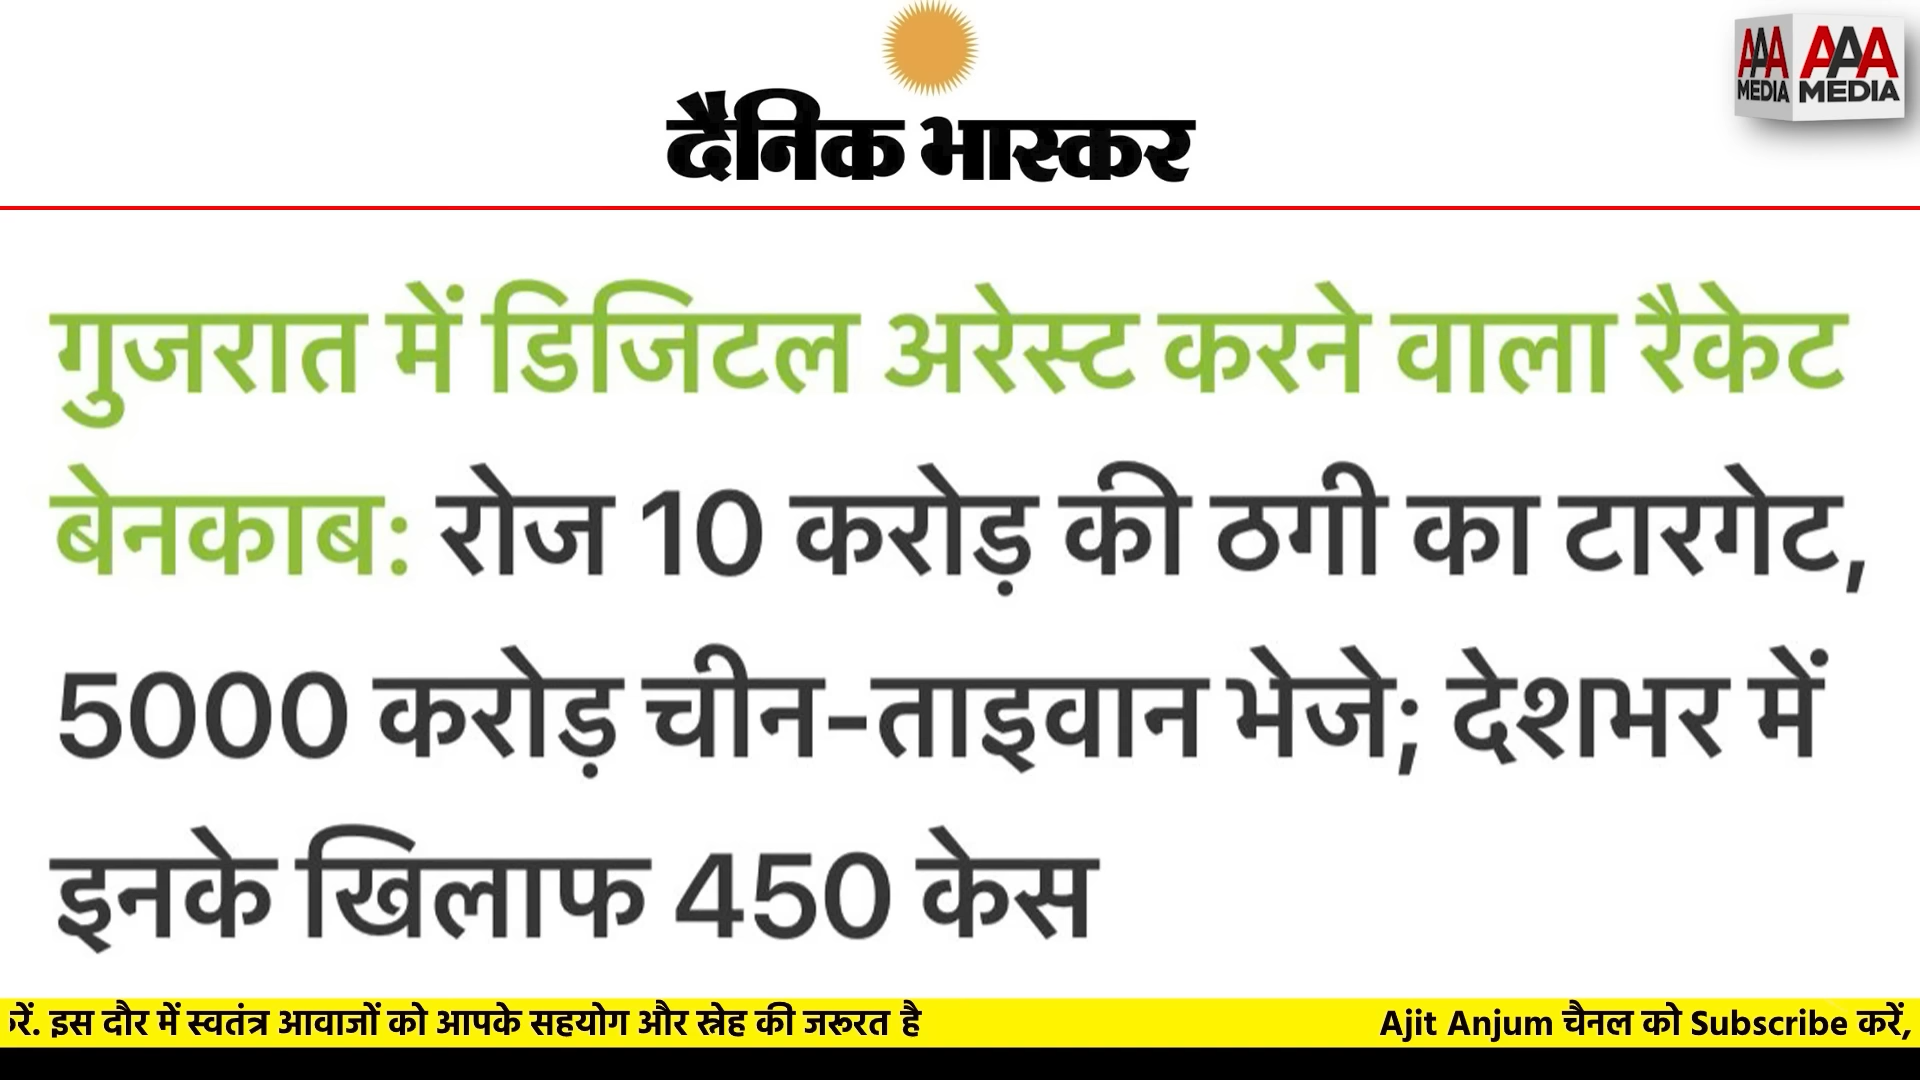 दैनिक भास्कर
AAA MEDIA AAA MEDIA
गुजरात में डिजिटल अरेस्ट करने वाला रैकेट
बेनकाब: रोज 10 करोड़ की ठगी का टारगेट,
5000 करोड़ चीन-ताइवान भेजे; देशभर में
इनके खिलाफ 450 केस
रें. इस दौर में स्वतंत्र आवाजों को आपके सहयोग और स्नेह की जरूरत है
Ajit Anjum चैनल को Subscribe करें,